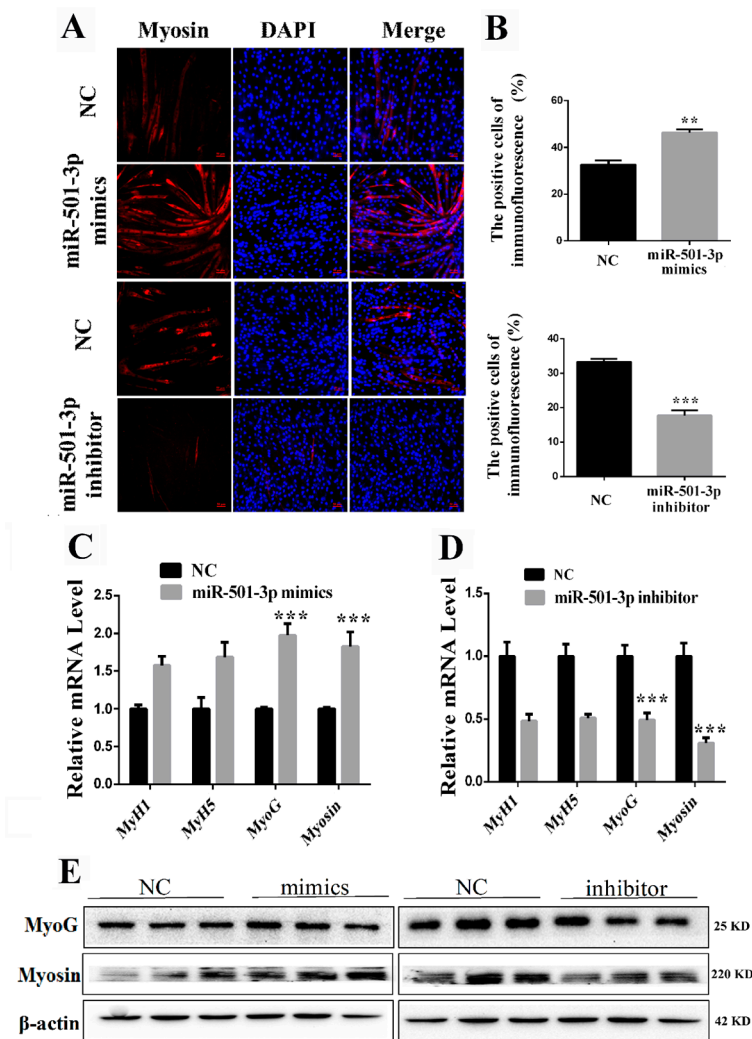 A
Myosin DAPI Merge
NC
miR-501-3p
mimics
NC
miR-501-3p
inhibitor
B
The positive cells of
immunofluorescence (%)
60
40
20
0
**
NC
miR-501-3p
mimics
The positive cells of
immunofluorescence (%)
40
30
20
10
0
***
NC
miR-501-3p
inhibitor
C
NC
miR-501-3p mimics
Relative mRNA Level
2.5
2.0
1.5
1.0
0.5
0.0
*** ***
MyH1 MyH5 MyoG Myosin
D
NC
miR-501-3p inhibitor
Relative mRNA Level
1.5
1.0
0.5
0.0
*** ***
MyH1 MyH5 MyoG Myosin
E
NC mimics NC inhibitor
MyoG 25 KD
Myosin 220 KD
β-actin 42 KD